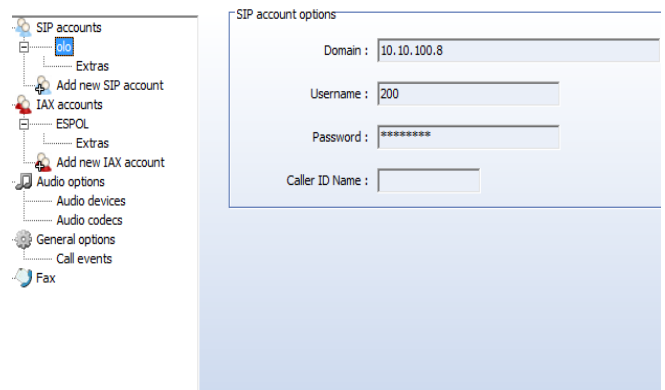 SIP accounts
olo
Extras
Add new SIP account
IAX accounts
ESPOL
Extras
Add new IAX account
Audio options
Audio devices
Audio codecs
General options
Call events
Fax
SIP account options
Domain : 10.10.100.8
Username : 200
Password : ********
Caller ID Name :